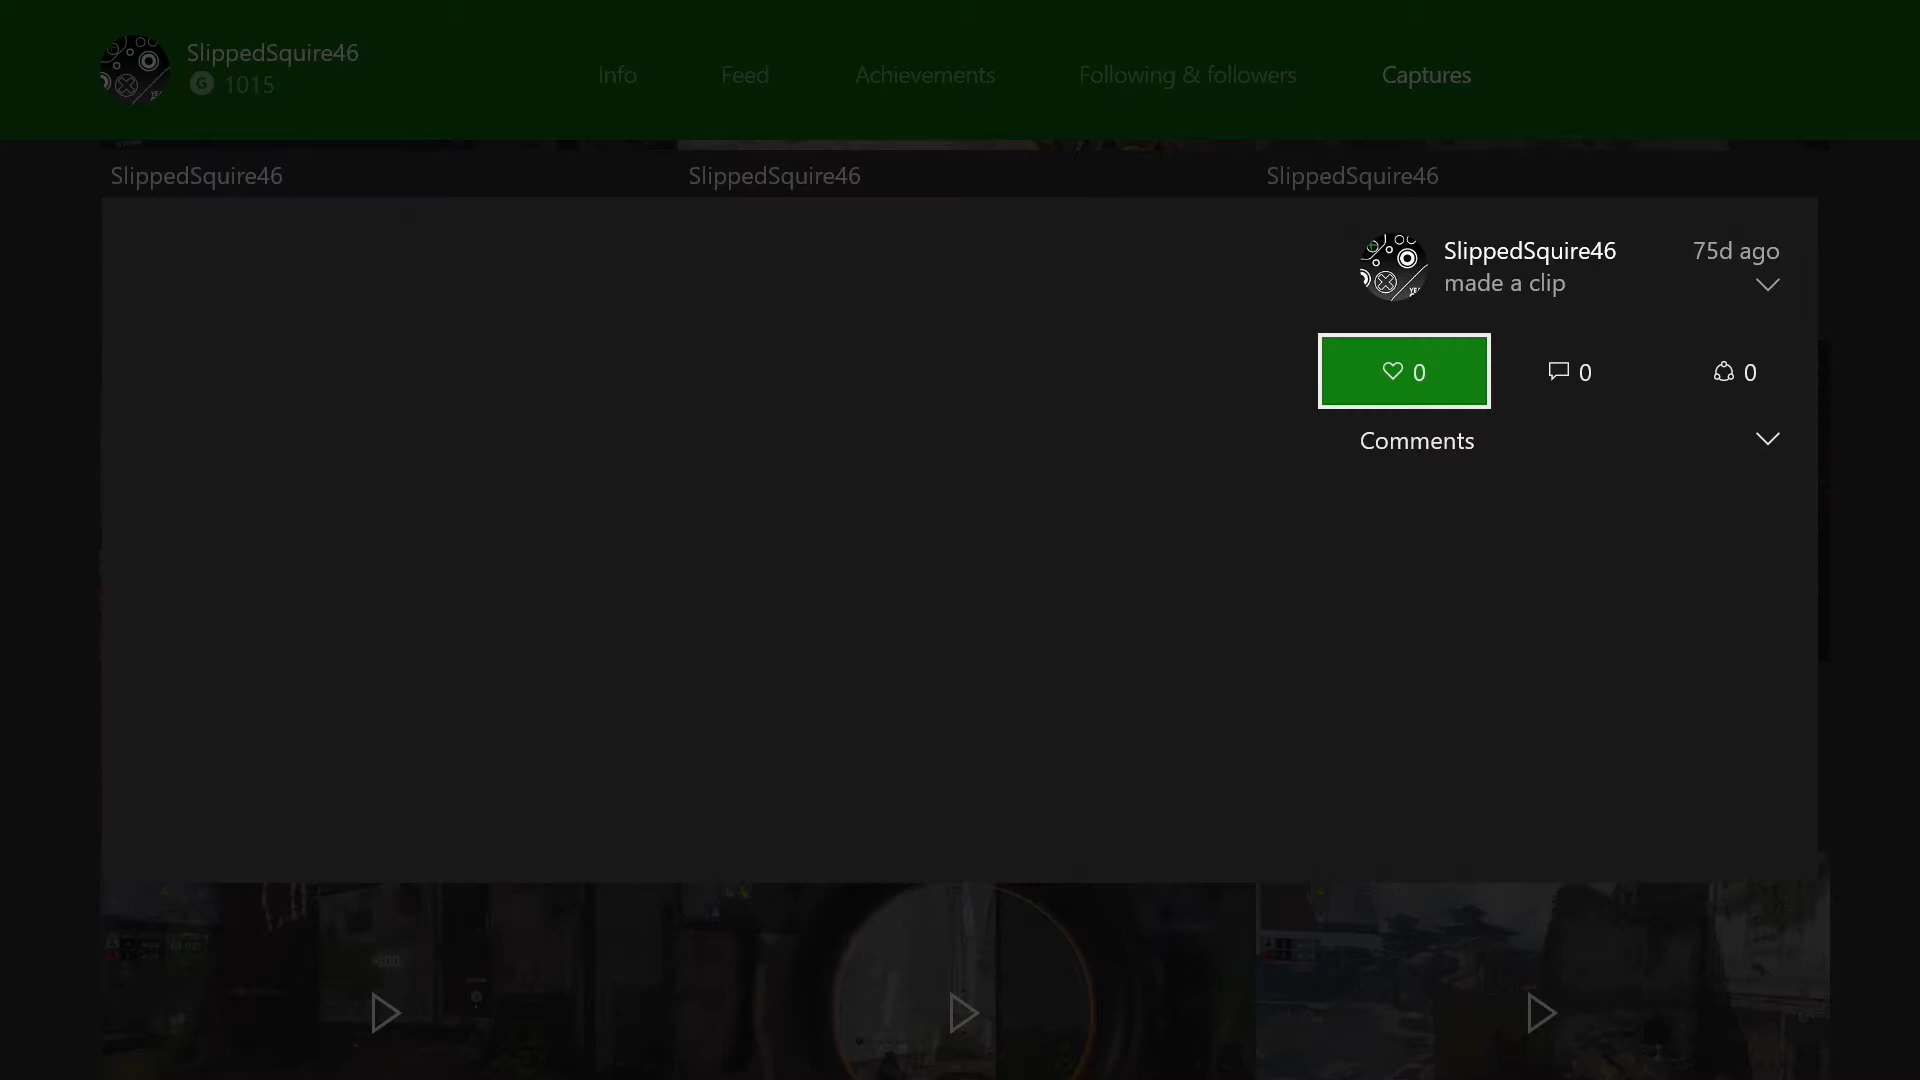 SlippedSquire46
G 1015
Info
Feed
Achievements
Following & followers
Captures
SlippedSquire46
SlippedSquire46
SlippedSquire46
SlippedSquire46
75d ago
made a clip
0
0
0
Comments